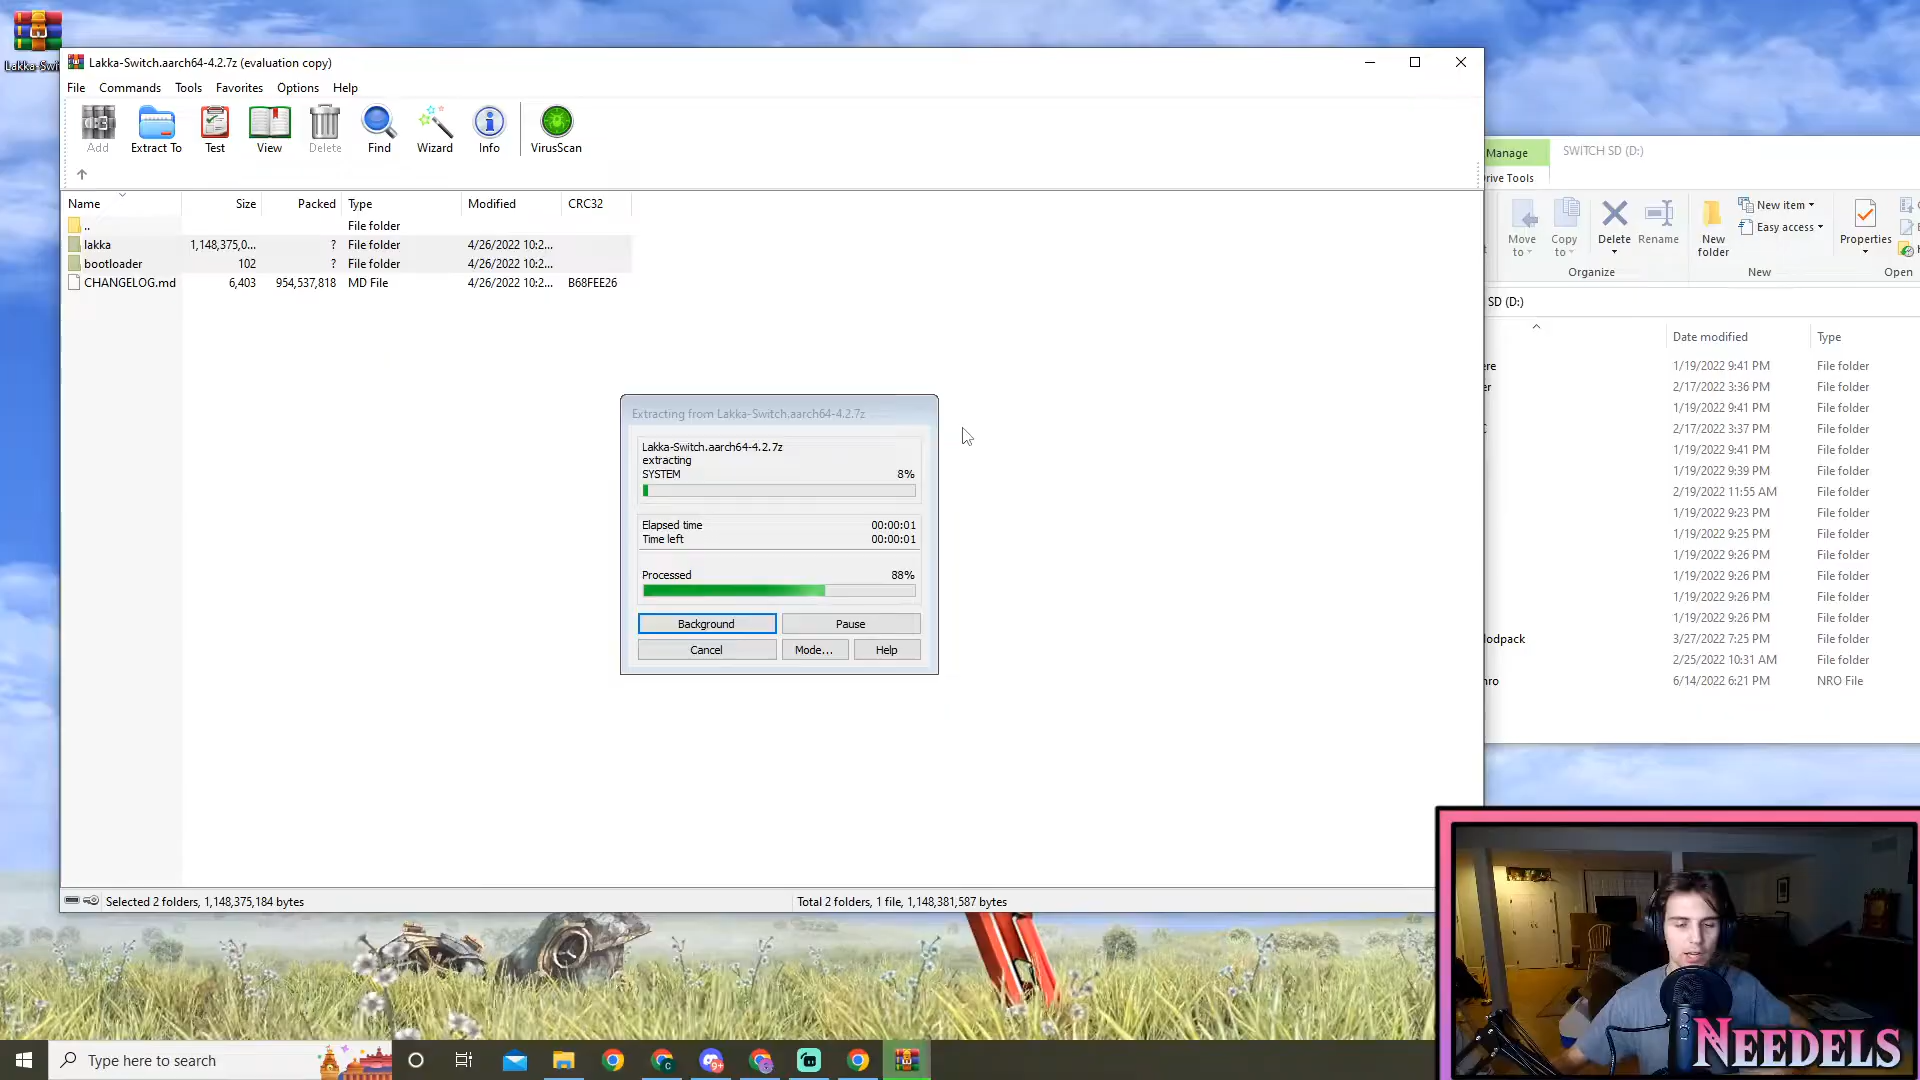 Lakka-Swi
Lakka-Switch.aarch64-4.2.7z (evaluation copy)
File Commands Tools Favorites Options Help
Add Extract To Test View Delete Find Wizard Info VirusScan
Name Size Packed Type Modified CRC32
.. File folder
lakka 1,148,375,0... ? File folder 4/26/2022 10:2...
bootloader 102 ? File folder 4/26/2022 10:2...
CHANGELOG.md 6,403 954,537,818 MD File 4/26/2022 10:2... B68FEE26
Extracting from Lakka-Switch.aarch64-4.2.7z
Lakka-Switch.aarch64-4.2.7z
extracting
SYSTEM 8%
Elapsed time 00:00:01
Time left 00:00:01
Processed 88%
Background Pause
Cancel Mode... Help
Selected 2 folders, 1,148,375,184 bytes Total 2 folders, 1 file, 1,148,381,587 bytes
Manage SWITCH SD (D:)
rive Tools
Move to Copy to Delete Rename New folder New item Easy access Properties
Organize New Open
SD (D:)
Date modified Type
ere 1/19/2022 9:41 PM File folder
er 2/17/2022 3:36 PM File folder
1/19/2022 9:41 PM File folder
C 2/17/2022 3:37 PM File folder
1/19/2022 9:41 PM File folder
1/19/2022 9:39 PM File folder
2/19/2022 11:55 AM File folder
1/19/2022 9:23 PM File folder
1/19/2022 9:25 PM File folder
1/19/2022 9:26 PM File folder
1/19/2022 9:26 PM File folder
1/19/2022 9:26 PM File folder
1/19/2022 9:26 PM File folder
lodpack 3/27/2022 7:25 PM File folder
2/25/2022 10:31 AM File folder
nro 6/14/2022 6:21 PM NRO File
NEEDELS
Type here to search